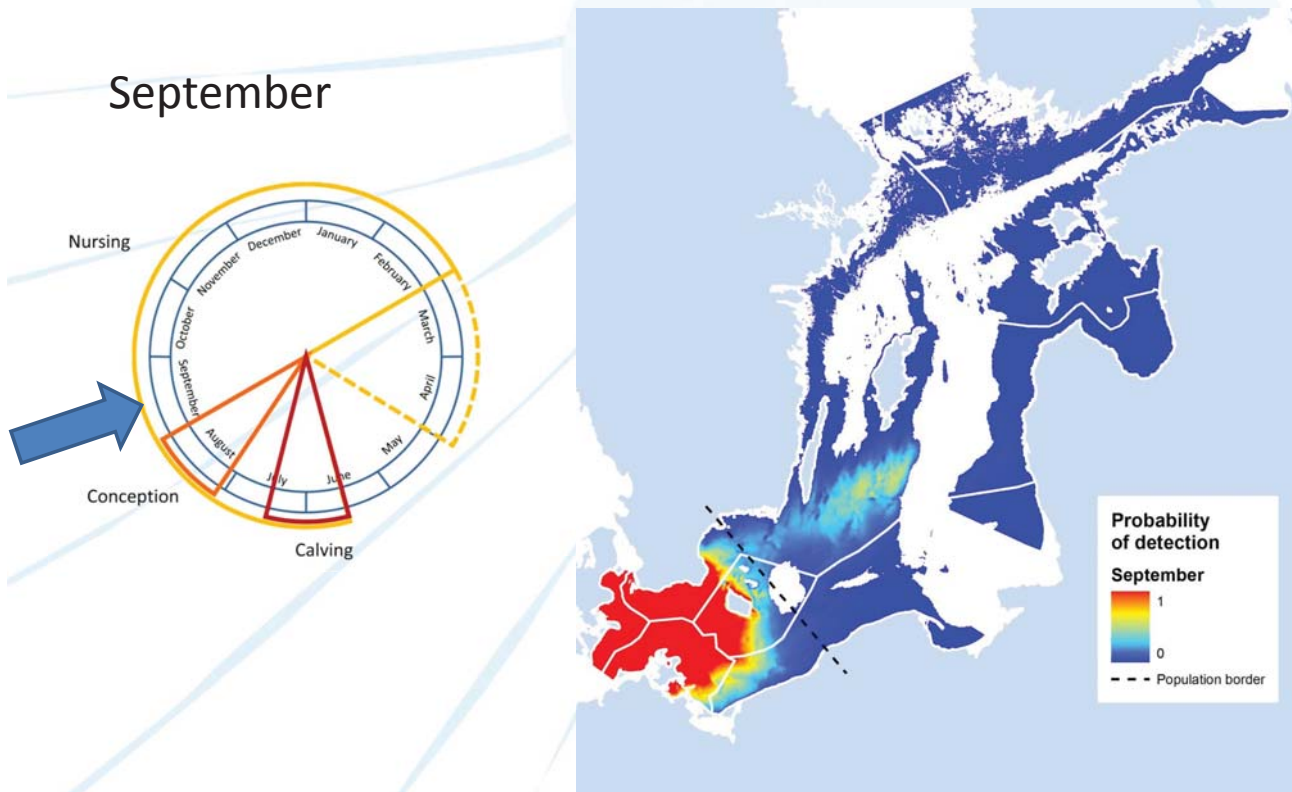 September
Nursing
December
January
November
February
October
March
September
April
August
May
July
June
Conception
Calving
Probability
of detection
September
1
0
Population border